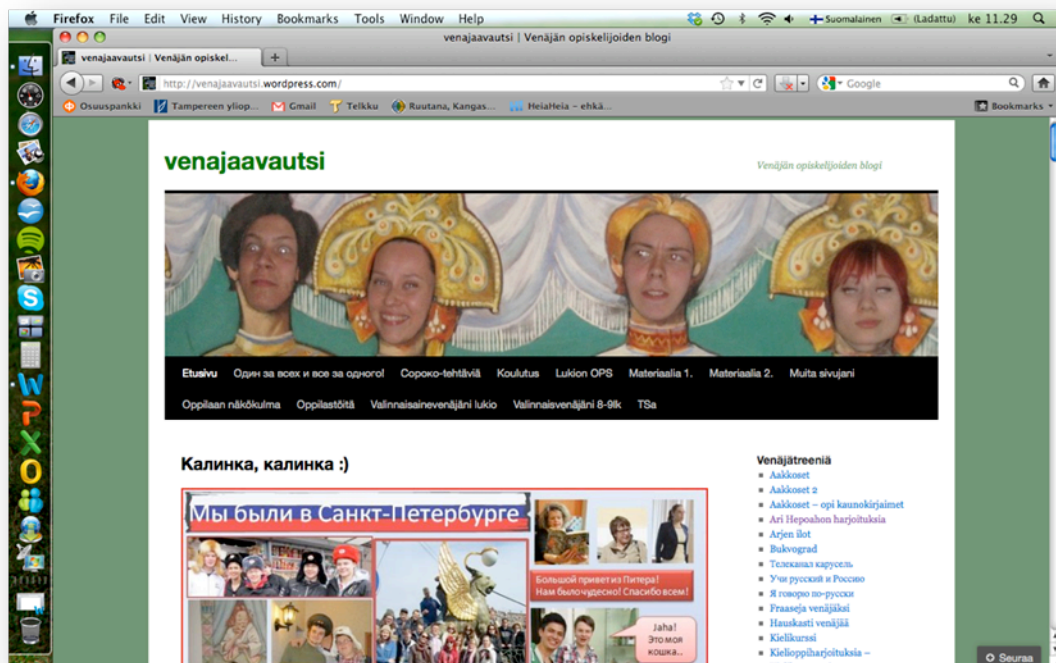 Firefox File Edit View History Bookmarks Tools Window Help Suomalainen (Ladattu) ke 11.29
venajaavautsi | Venäjän opiskelijoiden blogi
venajaavautsi | Venäjän opiskel...
http://venajaavautsi.wordpress.com/ Google
Osuuspankki Tampereen yliop... Gmail Telkku Ruutana, Kangas... HeiaHeia – ehkä... Bookmarks
venajaavautsi
Venäjän opiskelijoiden blogi
Etusivu Один за всех и все за одного! Сороко-tehtäviä Koulutus Lukion OPS Materiaalia 1. Materiaalia 2. Muita sivujani
Oppilaan näkökulma Oppilastöitä Valinnaisainevenäjäni lukio Valinnaisvenäjäni 8-9lk TSa
Калинка, калинка :)
Мы были в Санкт-Петербурге
Большой привет из Питера!
Нам было чудесно! Спасибо всем!
Jaha!
Это моя
кошка...
Venäjätreeniä
Aakkoset
Aakkoset 2
Aakkoset – opi kaunokirjaimet
Ari Hepoahon harjoituksia
Arjen ilot
Bukvograd
Телеканал карусель
Учи русский и Россию
Я говорю по-русски
Fraaseja venäjäksi
Hauskasti venäjää
Kielikurssi
Kielioppiharjoituksia –
Seuraa